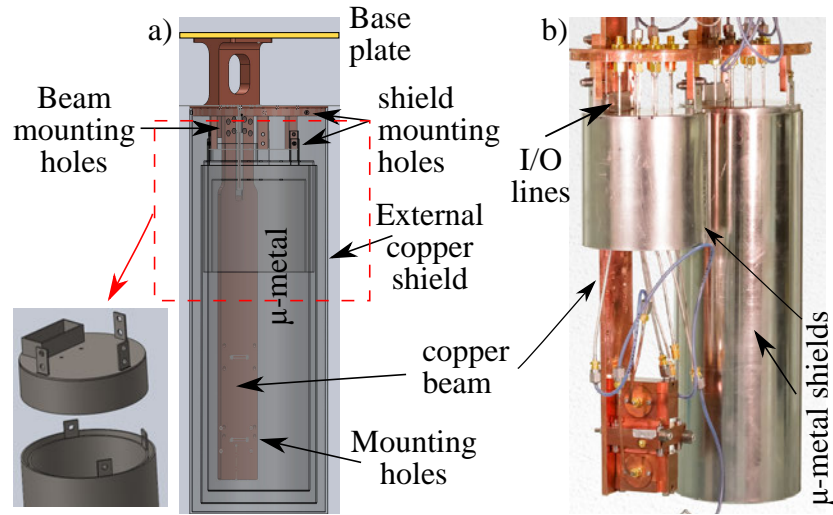 a)
Base
plate
b)
Beam
mounting
holes
shield
mounting
holes
I/O
lines
External
copper
shield
μ-metal
copper
beam
Mounting
holes
μ-metal shields